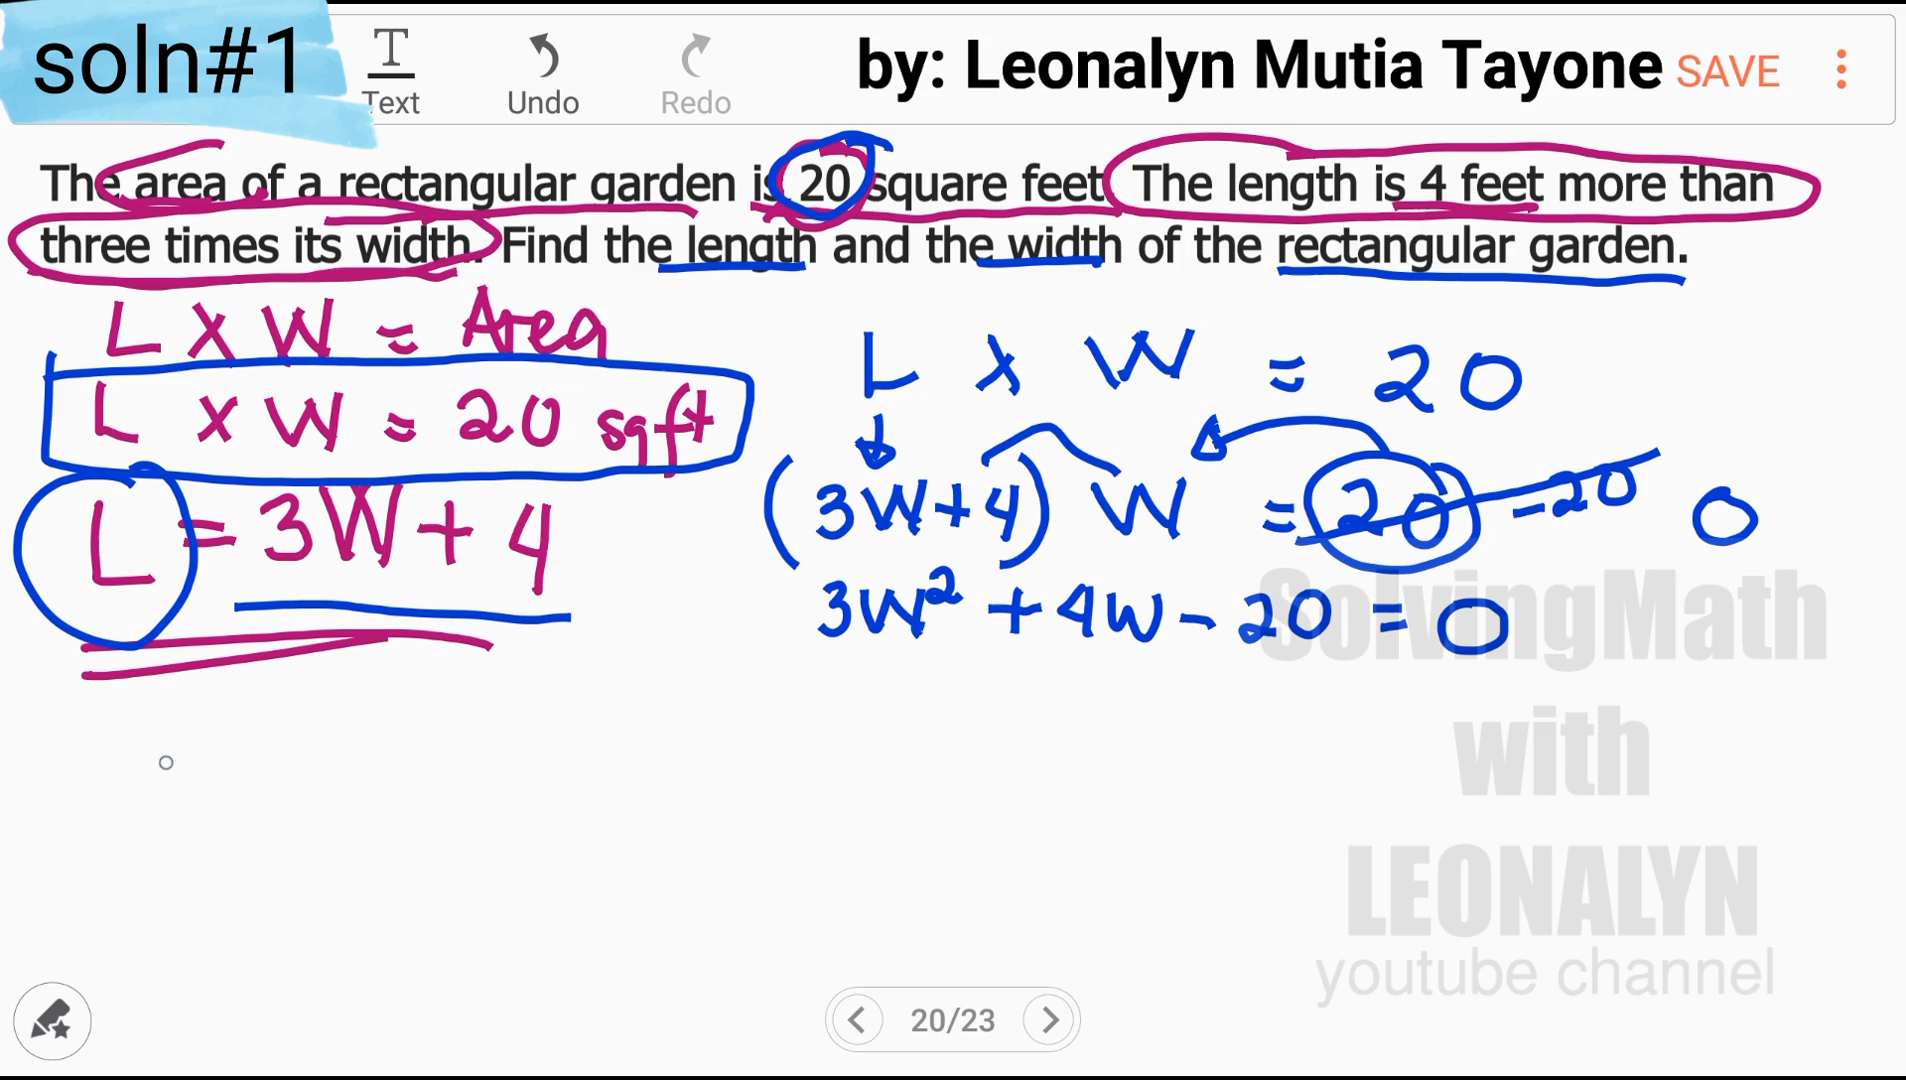 soln#1
Text
Undo
Redo
by: Leonalyn Mutia Tayone
SAVE
The area of a rectangular garden is 20 square feet. The length is 4 feet more than
three times its width. Find the length and the width of the rectangular garden.
L x W = Area
L x W = 20 sqft
L = 3W + 4
L x W = 20
(3W+4) W = 20 -20 0
3W² + 4W - 20 = 0
SolvingMath
with
LEONALYN
youtube channel
20/23